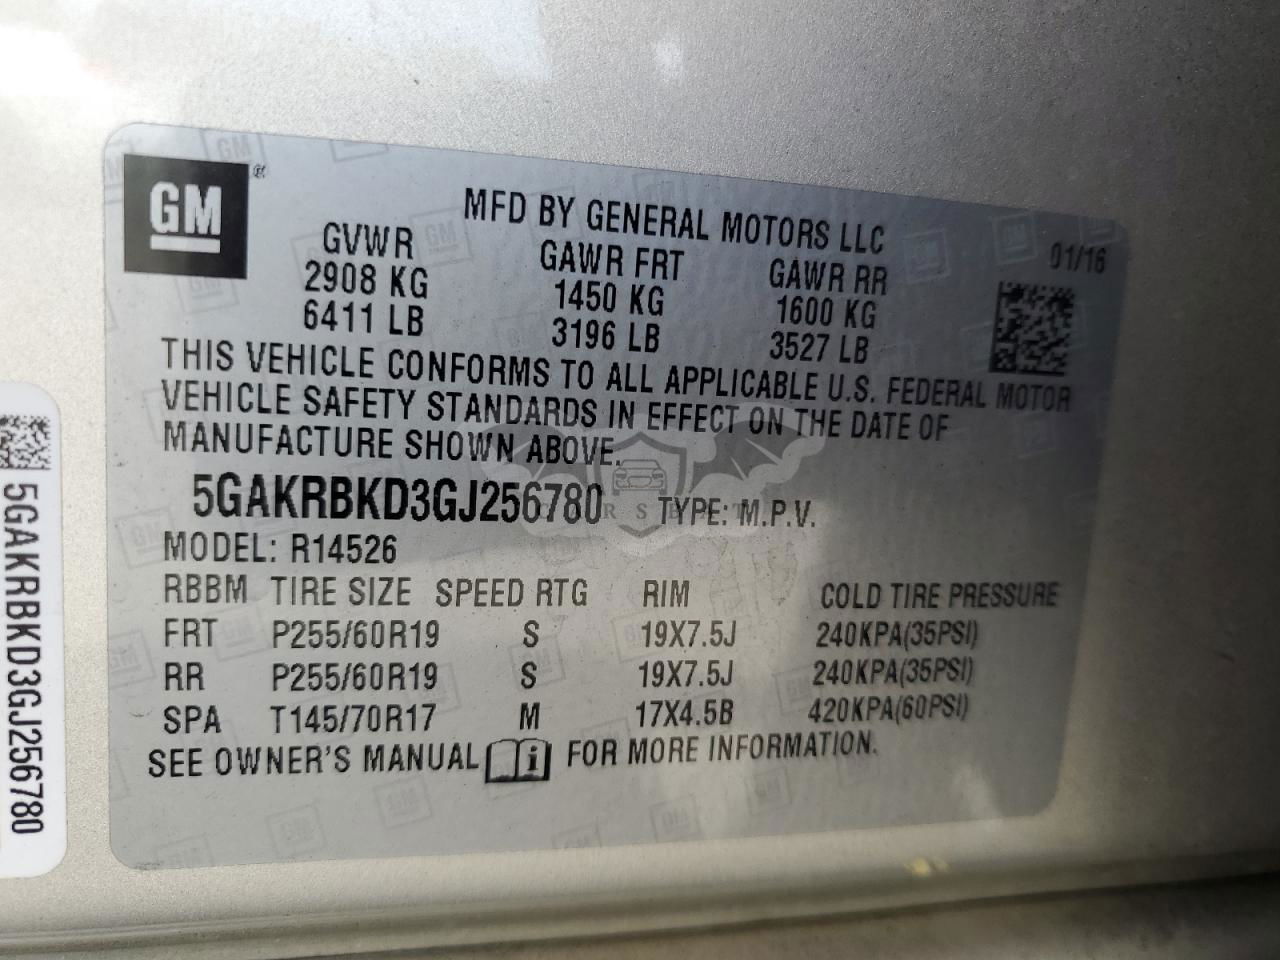 GM ®
MFD BY GENERAL MOTORS LLC
01/16
GVWR GAWR FRT GAWR RR
2908 KG 1450 KG 1600 KG
6411 LB 3196 LB 3527 LB
THIS VEHICLE CONFORMS TO ALL APPLICABLE U.S. FEDERAL MOTOR
VEHICLE SAFETY STANDARDS IN EFFECT ON THE DATE OF
MANUFACTURE SHOWN ABOVE.
5GAKRBKD3GJ256780 TYPE: M.P.V.
MODEL: R14526
RBBM TIRE SIZE SPEED RTG RIM COLD TIRE PRESSURE
FRT P255/60R19 S 19X7.5J 240KPA(35PSI)
RR P255/60R19 S 19X7.5J 240KPA(35PSI)
SPA T145/70R17 M 17X4.5B 420KPA(60PSI)
SEE OWNER'S MANUAL i FOR MORE INFORMATION.
5GAKRBKD3GJ256780